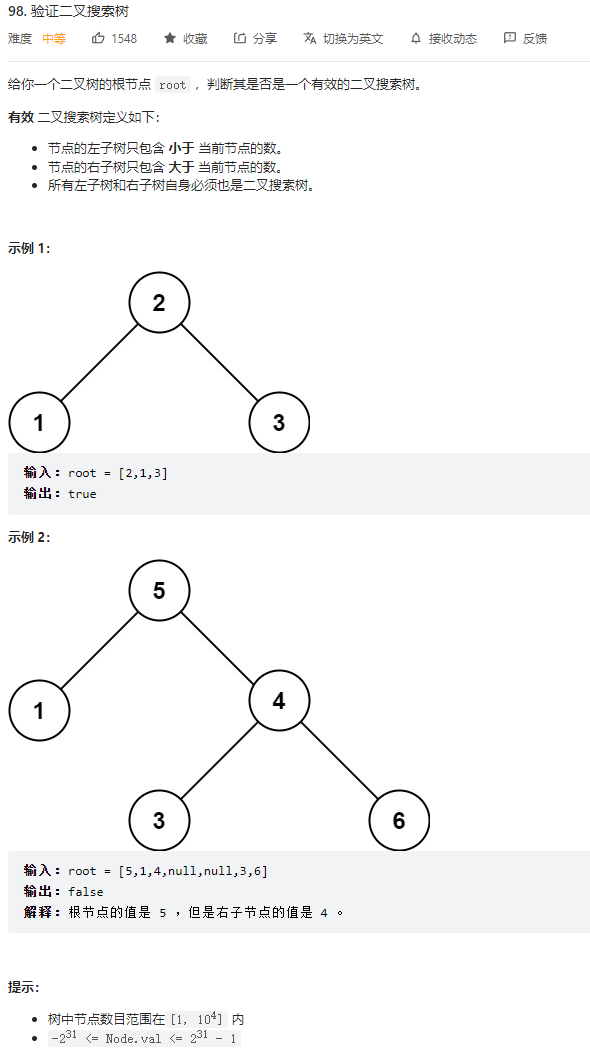 98. 验证二叉搜索树
难度 中等 1548 收藏 分享 切换为英文 接收动态 反馈
给你一个二叉树的根节点 root ，判断其是否是一个有效的二叉搜索树。
有效 二叉搜索树定义如下：
• 节点的左子树只包含 小于 当前节点的数。
• 节点的右子树只包含 大于 当前节点的数。
• 所有左子树和右子树自身必须也是二叉搜索树。
示例 1：
2
1 3
输入：root = [2,1,3]
输出：true
示例 2：
5
4
1
3 6
输入：root = [5,1,4,null,null,3,6]
输出：false
解释：根节点的值是 5 ，但是右子节点的值是 4 。
提示：
• 树中节点数目范围在 [1, 10⁴] 内
• -2³¹ <= Node.val <= 2³¹ - 1